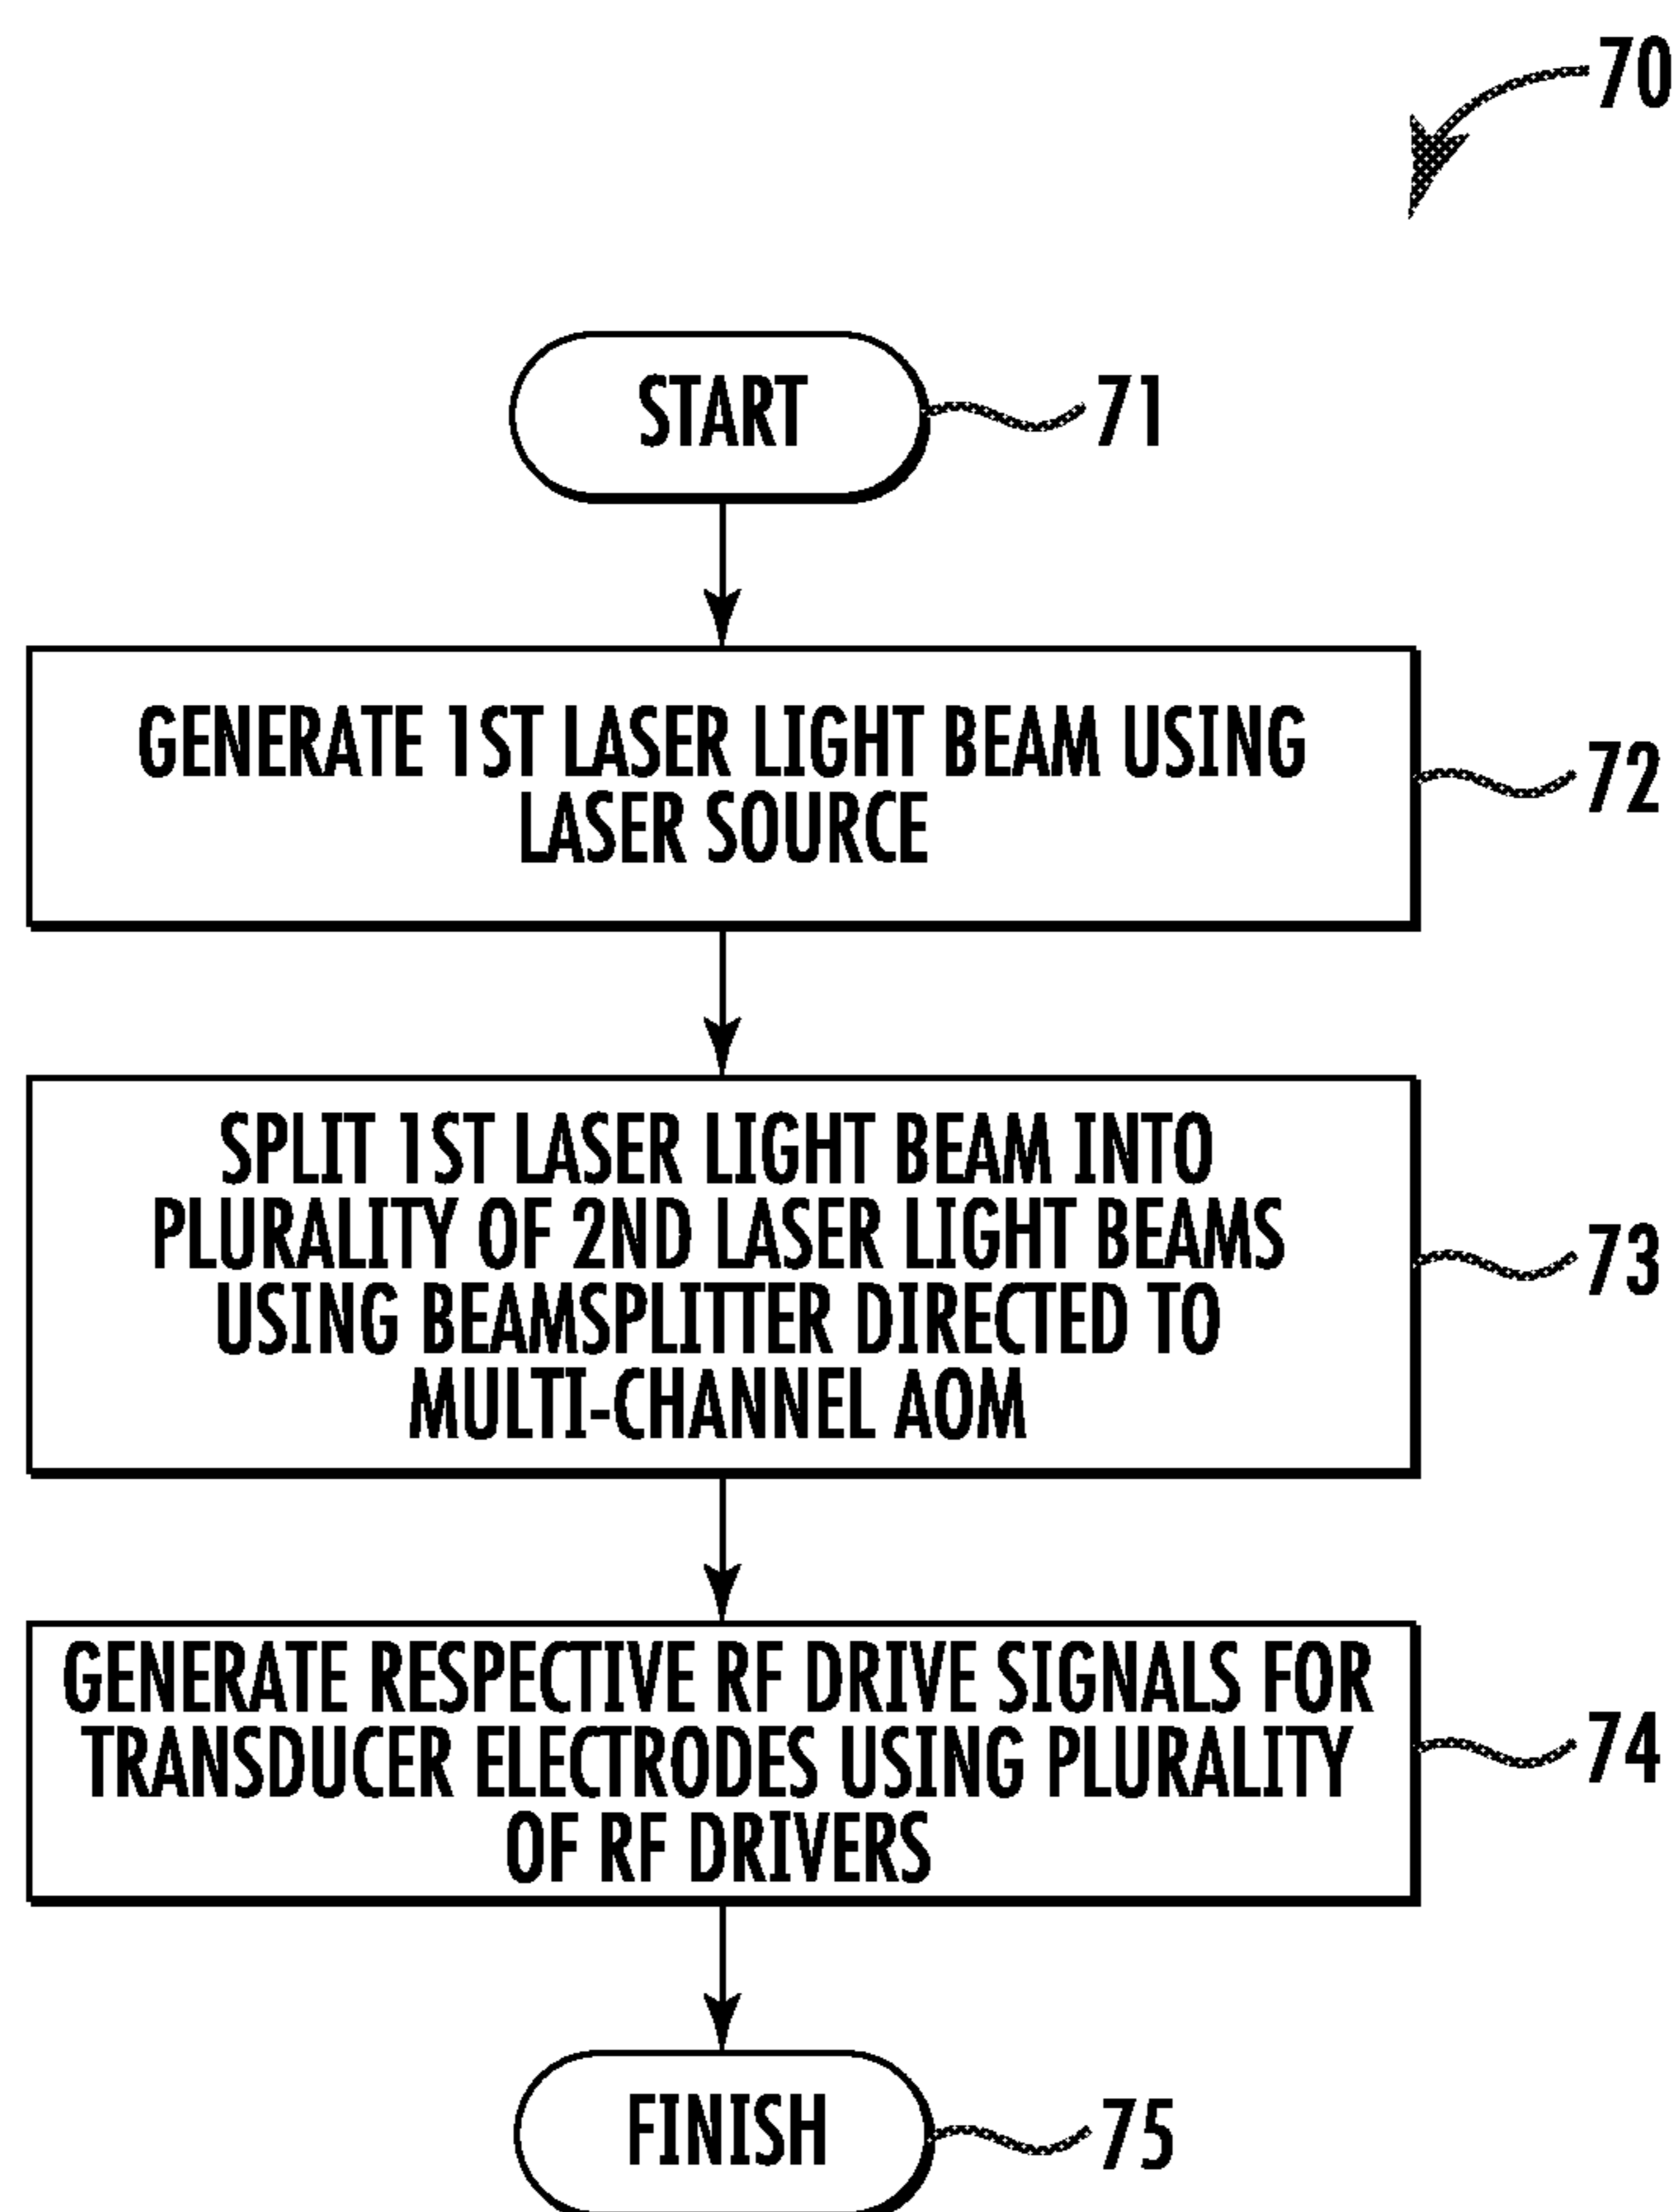 70
START
71
GENERATE 1ST LASER LIGHT BEAM USING
LASER SOURCE
72
SPLIT 1ST LASER LIGHT BEAM INTO
PLURALITY OF 2ND LASER LIGHT BEAMS
USING BEAMSPLITTER DIRECTED TO
MULTI-CHANNEL AOM
73
GENERATE RESPECTIVE RF DRIVE SIGNALS FOR
TRANSDUCER ELECTRODES USING PLURALITY
OF RF DRIVERS
74
FINISH
75